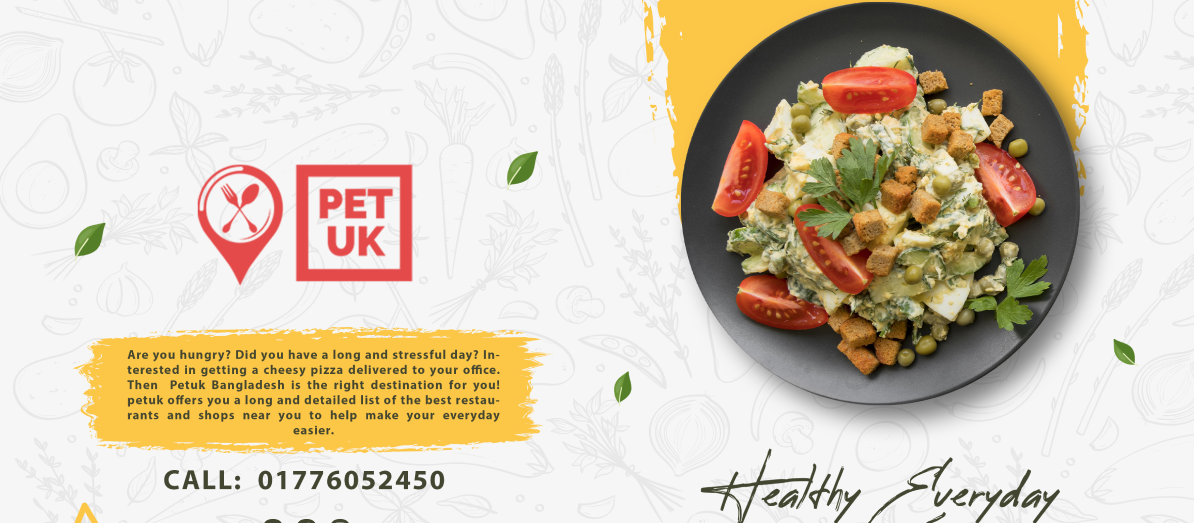 PET
UK
Are you hungry? Did you have a long and stressful day? In-
terested in getting a cheesy pizza delivered to your office.
Then Petuk Bangladesh is the right destination for you!
petuk offers you a long and detailed list of the best restau-
rants and shops near you to help make your everyday
easier.
CALL: 01776052450
Healthy Everyday